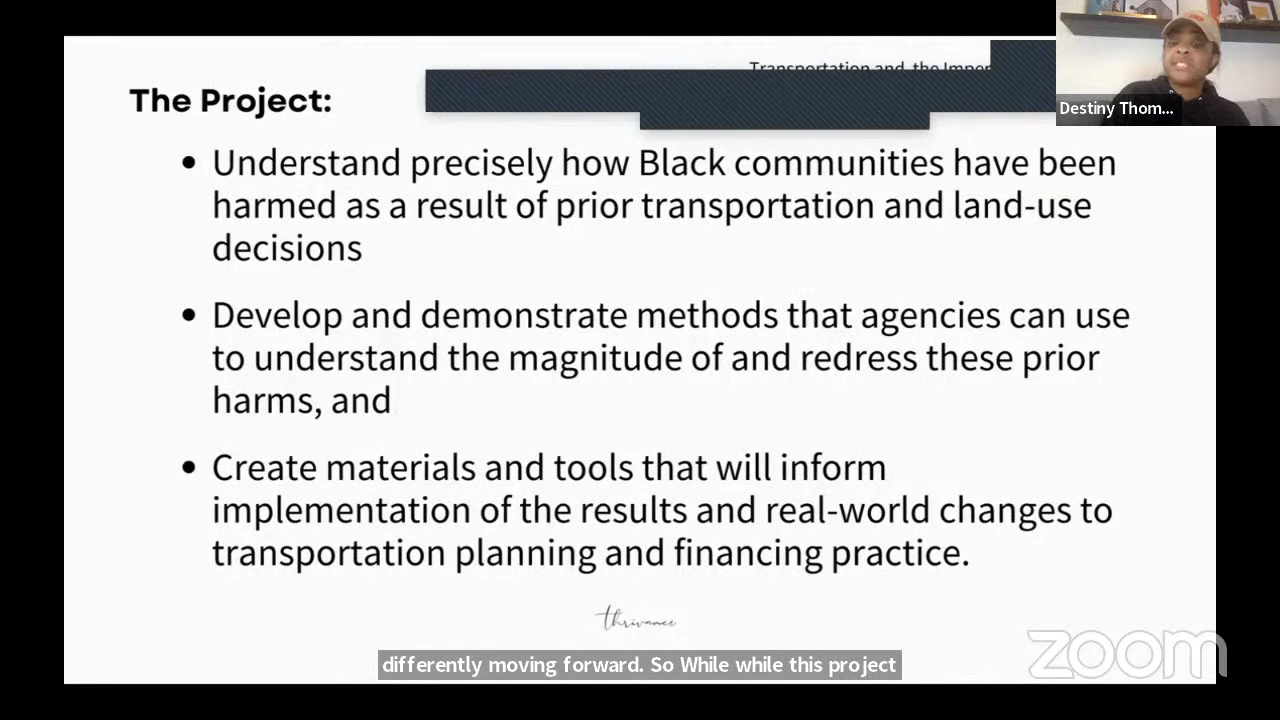 Transportation and the Imper
The Project:
Destiny Thom...
• Understand precisely how Black communities have been
harmed as a result of prior transportation and land-use
decisions
• Develop and demonstrate methods that agencies can use
to understand the magnitude of and redress these prior
harms, and
• Create materials and tools that will inform
implementation of the results and real-world changes to
transportation planning and financing practice.
thrivance
differently moving forward. So While while this project
zoom